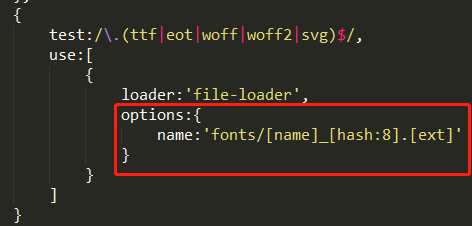 {
test:/\.(ttf|eot|woff|woff2|svg)$/,
use:[
{
loader:'file-loader',
options:{
name:'fonts/[name]_[hash:8].[ext]'
}
}
]
}